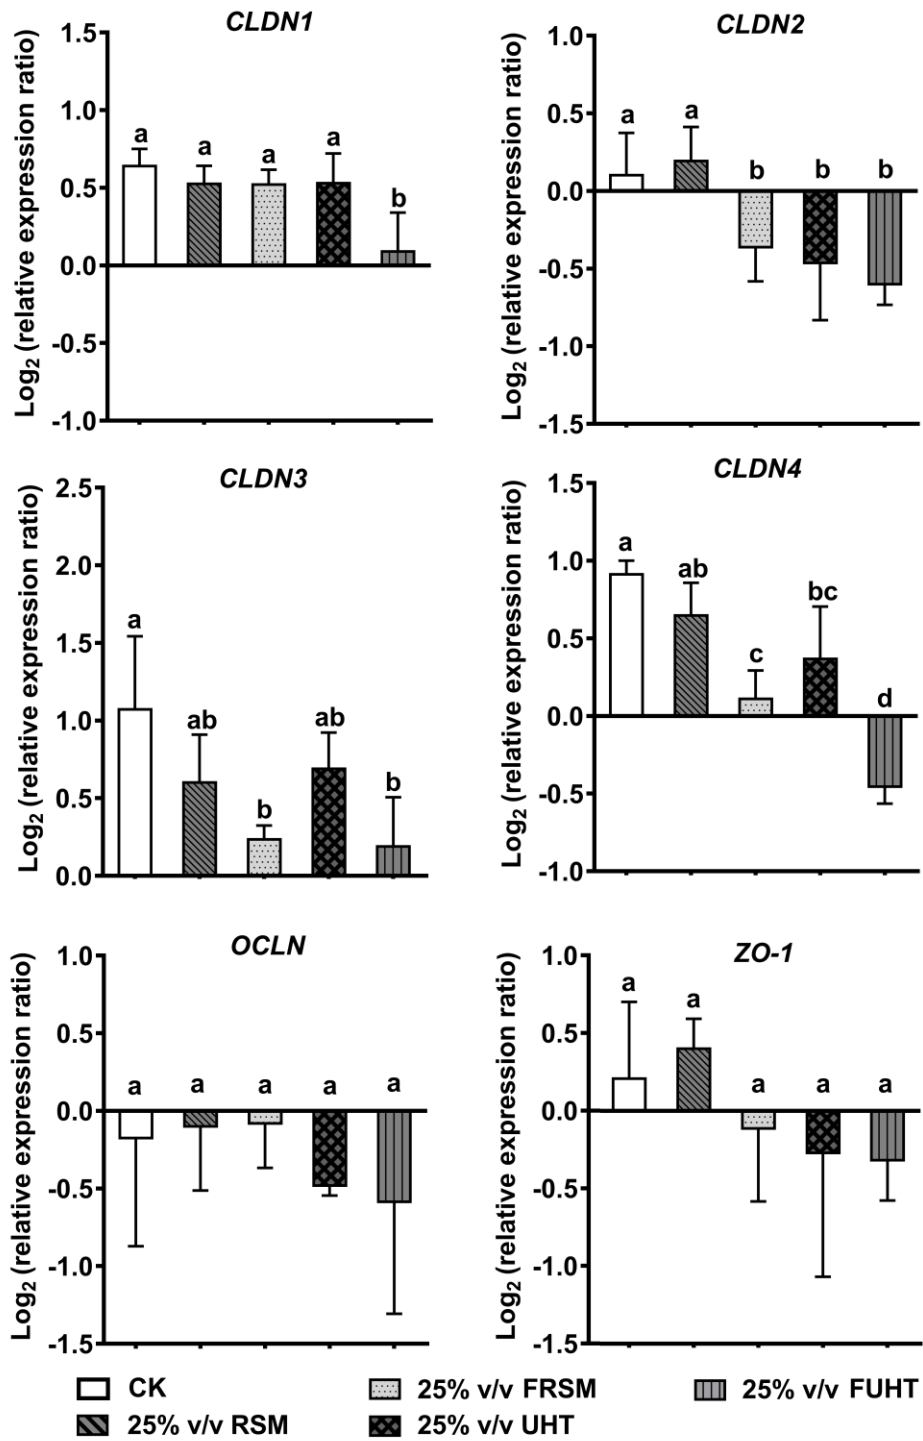 CLDN1
Log2 (relative expression ratio)
1.5
1.0
0.5
0.0
-0.5
-1.0
a
a
a
a
b
CLDN2
Log2 (relative expression ratio)
1.0
0.5
0.0
-0.5
-1.0
-1.5
a
a
b
b
b
CLDN3
Log2 (relative expression ratio)
2.5
2.0
1.5
1.0
0.5
0.0
a
ab
b
ab
b
CLDN4
Log2 (relative expression ratio)
1.5
1.0
0.5
0.0
-0.5
-1.0
a
ab
c
bc
d
OCLN
Log2 (relative expression ratio)
1.0
0.5
0.0
-0.5
-1.0
-1.5
a
a
a
a
a
ZO-1
Log2 (relative expression ratio)
1.0
0.5
0.0
-0.5
-1.0
-1.5
a
a
a
a
a
CK
25% v/v FRSM
25% v/v FUHT
25% v/v RSM
25% v/v UHT